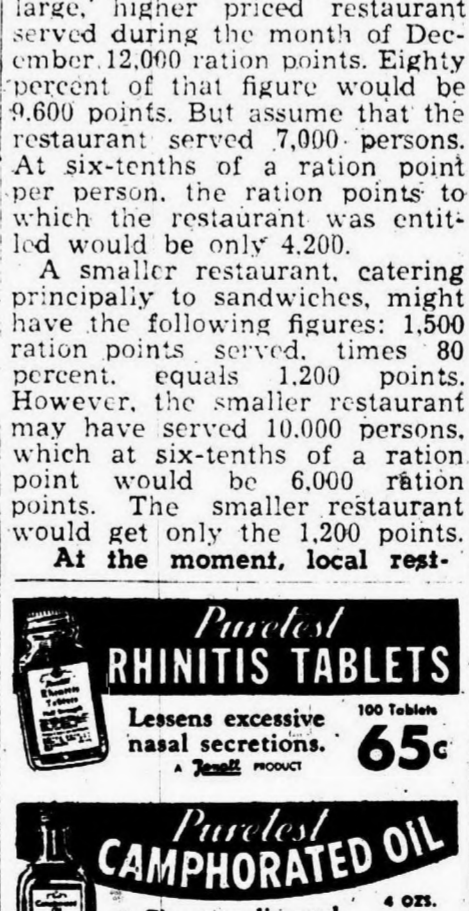 large, higher priced restaurant
served during the month of Dec-
ember 12,000 ration points. Eighty
percent of that figure would be
9,600 points. But assume that the
restaurant served 7,000 persons.
At six-tenths of a ration point
per person, the ration points to
which the restaurant was entit-
led would be only 4,200.
A smaller restaurant, catering
principally to sandwiches, might
have the following figures: 1,500
ration points served, times 80
percent, equals 1,200 points.
However, the smaller restaurant
may have served 10,000 persons,
which at six-tenths of a ration
point would be 6,000 ration
points. The smaller restaurant
would get only the 1,200 points.
At the moment, local rest-
Puretest
RHINITIS TABLETS
Rhinitis
Tablets
Lessens excessive
nasal secretions.
A Rexall PRODUCT
100 Tablets
65c
Puretest
CAMPHORATED OIL
4 OZS.